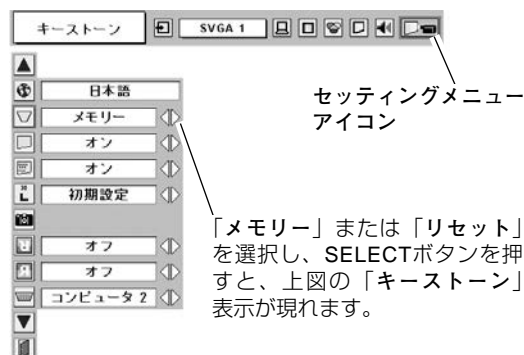 キーストーン
SVGA 1
日本語
メモリー
オン
オン
初期設定
オフ
オフ
コンピュータ 2
セッティングメニュー
アイコン
「メモリー」または「リセット」
を選択し、SELECTボタンを押
すと、上図の「キーストーン」
表示が現れます。